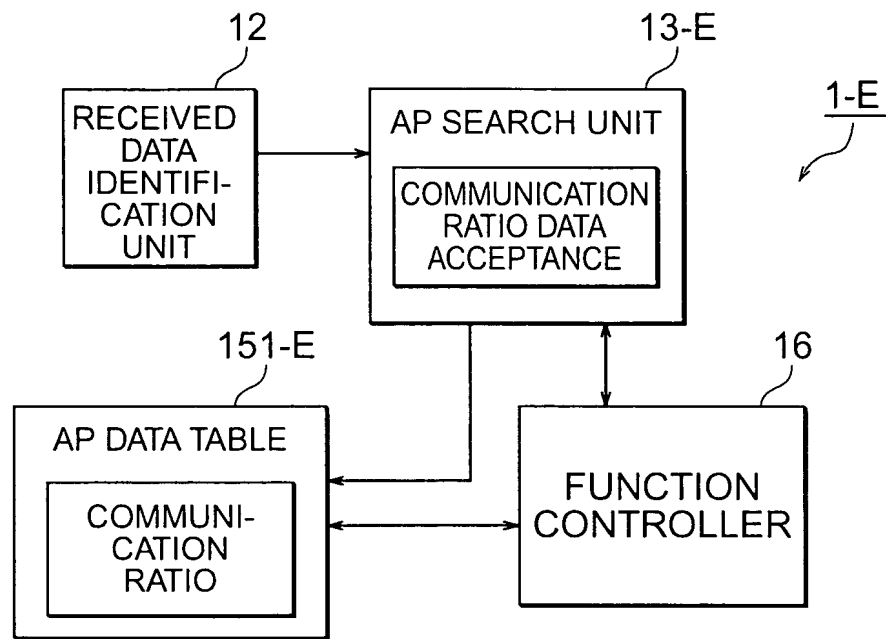 12
13-E
1-E
RECEIVED
DATA
IDENTIFI-
CATION
UNIT
AP SEARCH UNIT
COMMUNICATION
RATIO DATA
ACCEPTANCE
151-E
16
AP DATA TABLE
COMMUNI-
CATION
RATIO
FUNCTION
CONTROLLER